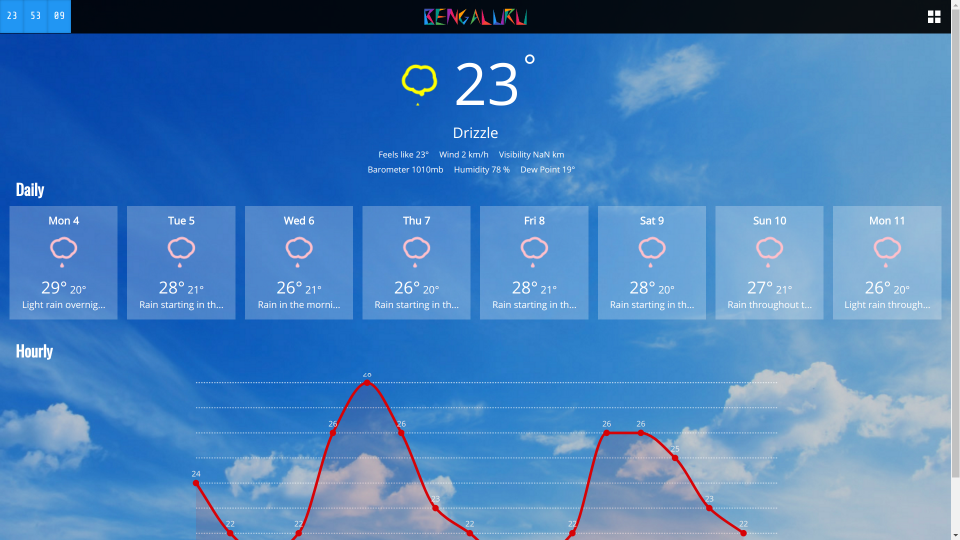 23 53 09
BENGALURU
23°
Drizzle
Feels like 23° Wind 2 km/h Visibility NaN km
Barometer 1010mb Humidity 78 % Dew Point 19°
Daily
Mon 4 Tue 5 Wed 6 Thu 7 Fri 8 Sat 9 Sun 10 Mon 11
29° 20° 28° 21° 26° 21° 26° 20° 28° 21° 28° 20° 27° 21° 26° 20°
Light rain overnig... Rain starting in th... Rain in the morni... Rain starting in th... Rain starting in th... Rain starting in th... Rain throughout t... Light rain through...
Hourly
26 26 26 26
25
24
23 23
22 22 22 22 22